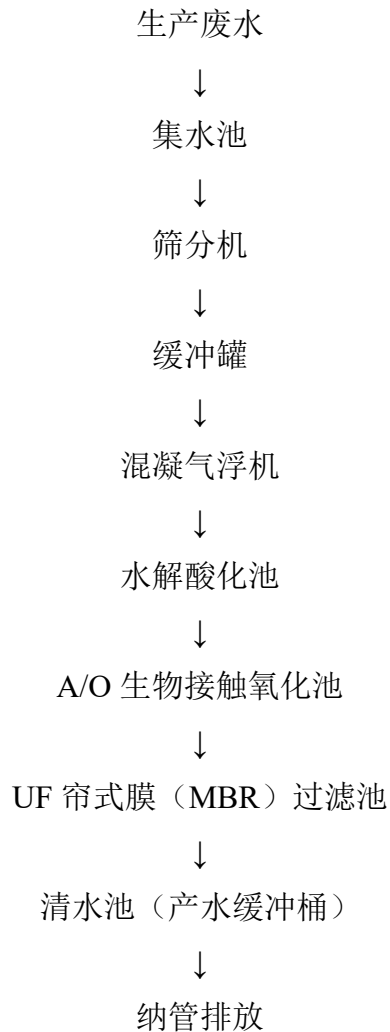 生产废水
↓
集水池
↓
筛分机
↓
缓冲罐
↓
混凝气浮机
↓
水解酸化池
↓
A/O 生物接触氧化池
↓
UF 帘式膜（MBR）过滤池
↓
清水池（产水缓冲桶）
↓
纳管排放